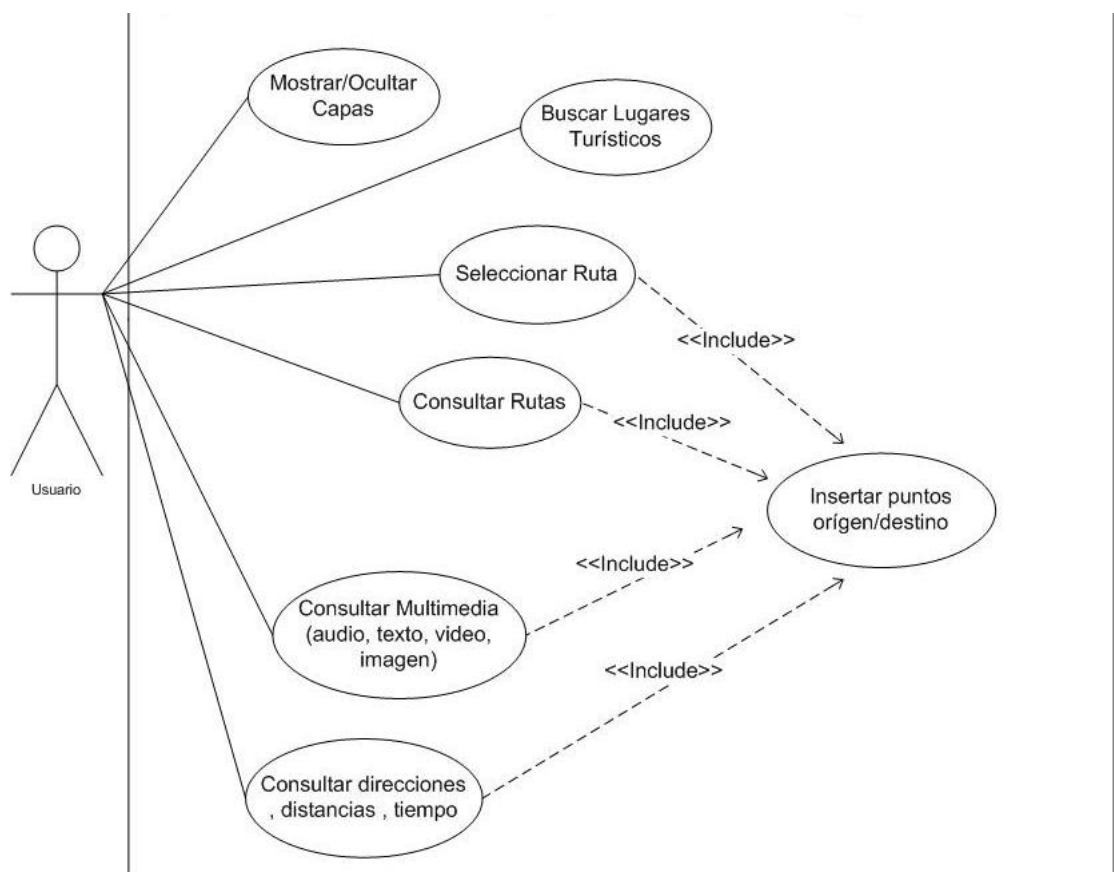 Mostrar/Ocultar
Capas
Buscar Lugares
Turísticos
Seleccionar Ruta
<<Include>>
Consultar Rutas
<<Include>>
Usuario
Insertar puntos
orígen/destino
<<Include>>
Consultar Multimedia
(audio, texto, video,
imagen)
<<Include>>
Consultar direcciones
, distancias , tiempo